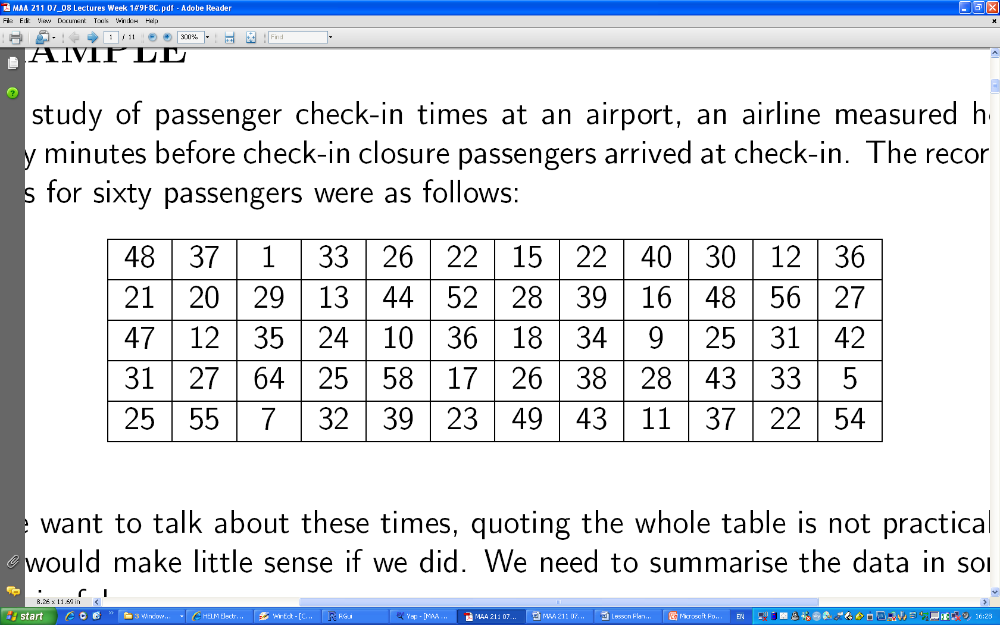 MAA 211 07_08 Lectures Week 1#9F8C.pdf - Adobe Reader
File Edit View Document Tools Window Help
1 / 11 300% Find
AMPLE
study of passenger check-in times at an airport, an airline measured h
y minutes before check-in closure passengers arrived at check-in. The recor
s for sixty passengers were as follows:
48 37 1 33 26 22 15 22 40 30 12 36
21 20 29 13 44 52 28 39 16 48 56 27
47 12 35 24 10 36 18 34 9 25 31 42
31 27 64 25 58 17 26 38 28 43 33 5
25 55 7 32 39 23 49 43 11 37 22 54
e want to talk about these times, quoting the whole table is not practical
would make little sense if we did. We need to summarise the data in so
8.26 x 11.69 in
start 3 Window... HELM Electr... WinEdt - [C... RGui Yap - [MAA ... MAA 211 07... MAA 211 07... Lesson Plan... Microsoft Po... EN 16:28